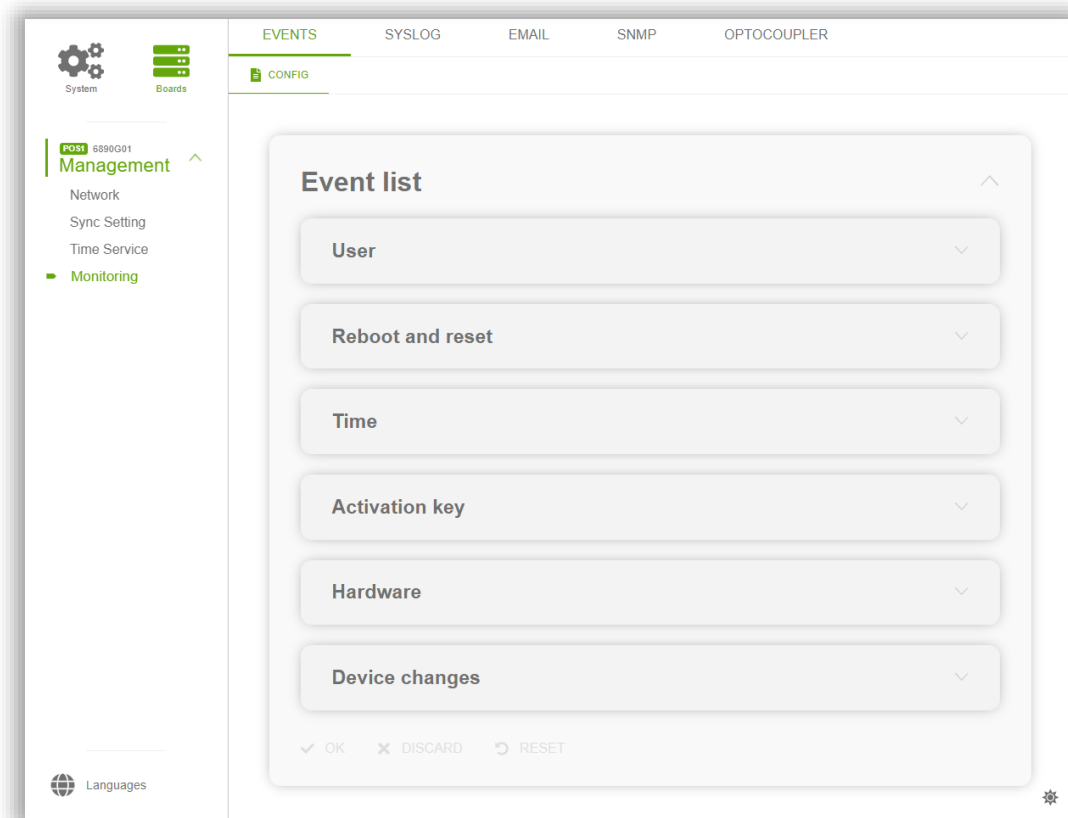 EVENTS SYSLOG EMAIL SNMP OPTOCOUPLER
System Boards
CONFIG
POS1 6890G01
Management
Network
Sync Setting
Time Service
Monitoring
Event list
User
Reboot and reset
Time
Activation key
Hardware
Device changes
OK DISCARD RESET
Languages